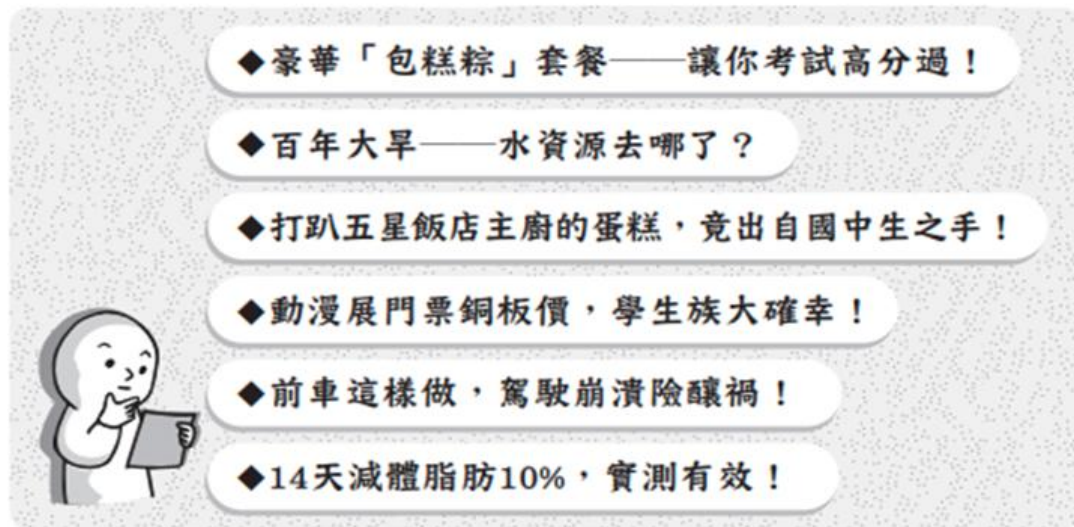 ◆豪華「包糕粽」套餐——讓你考試高分過！
◆百年大旱——水資源去哪了？
◆打趴五星飯店主廚的蛋糕，竟出自國中生之手！
◆動漫展門票銅板價，學生族大確幸！
◆前車這樣做，駕駛崩潰險釀禍！
◆14天減體脂肪10%，實測有效！